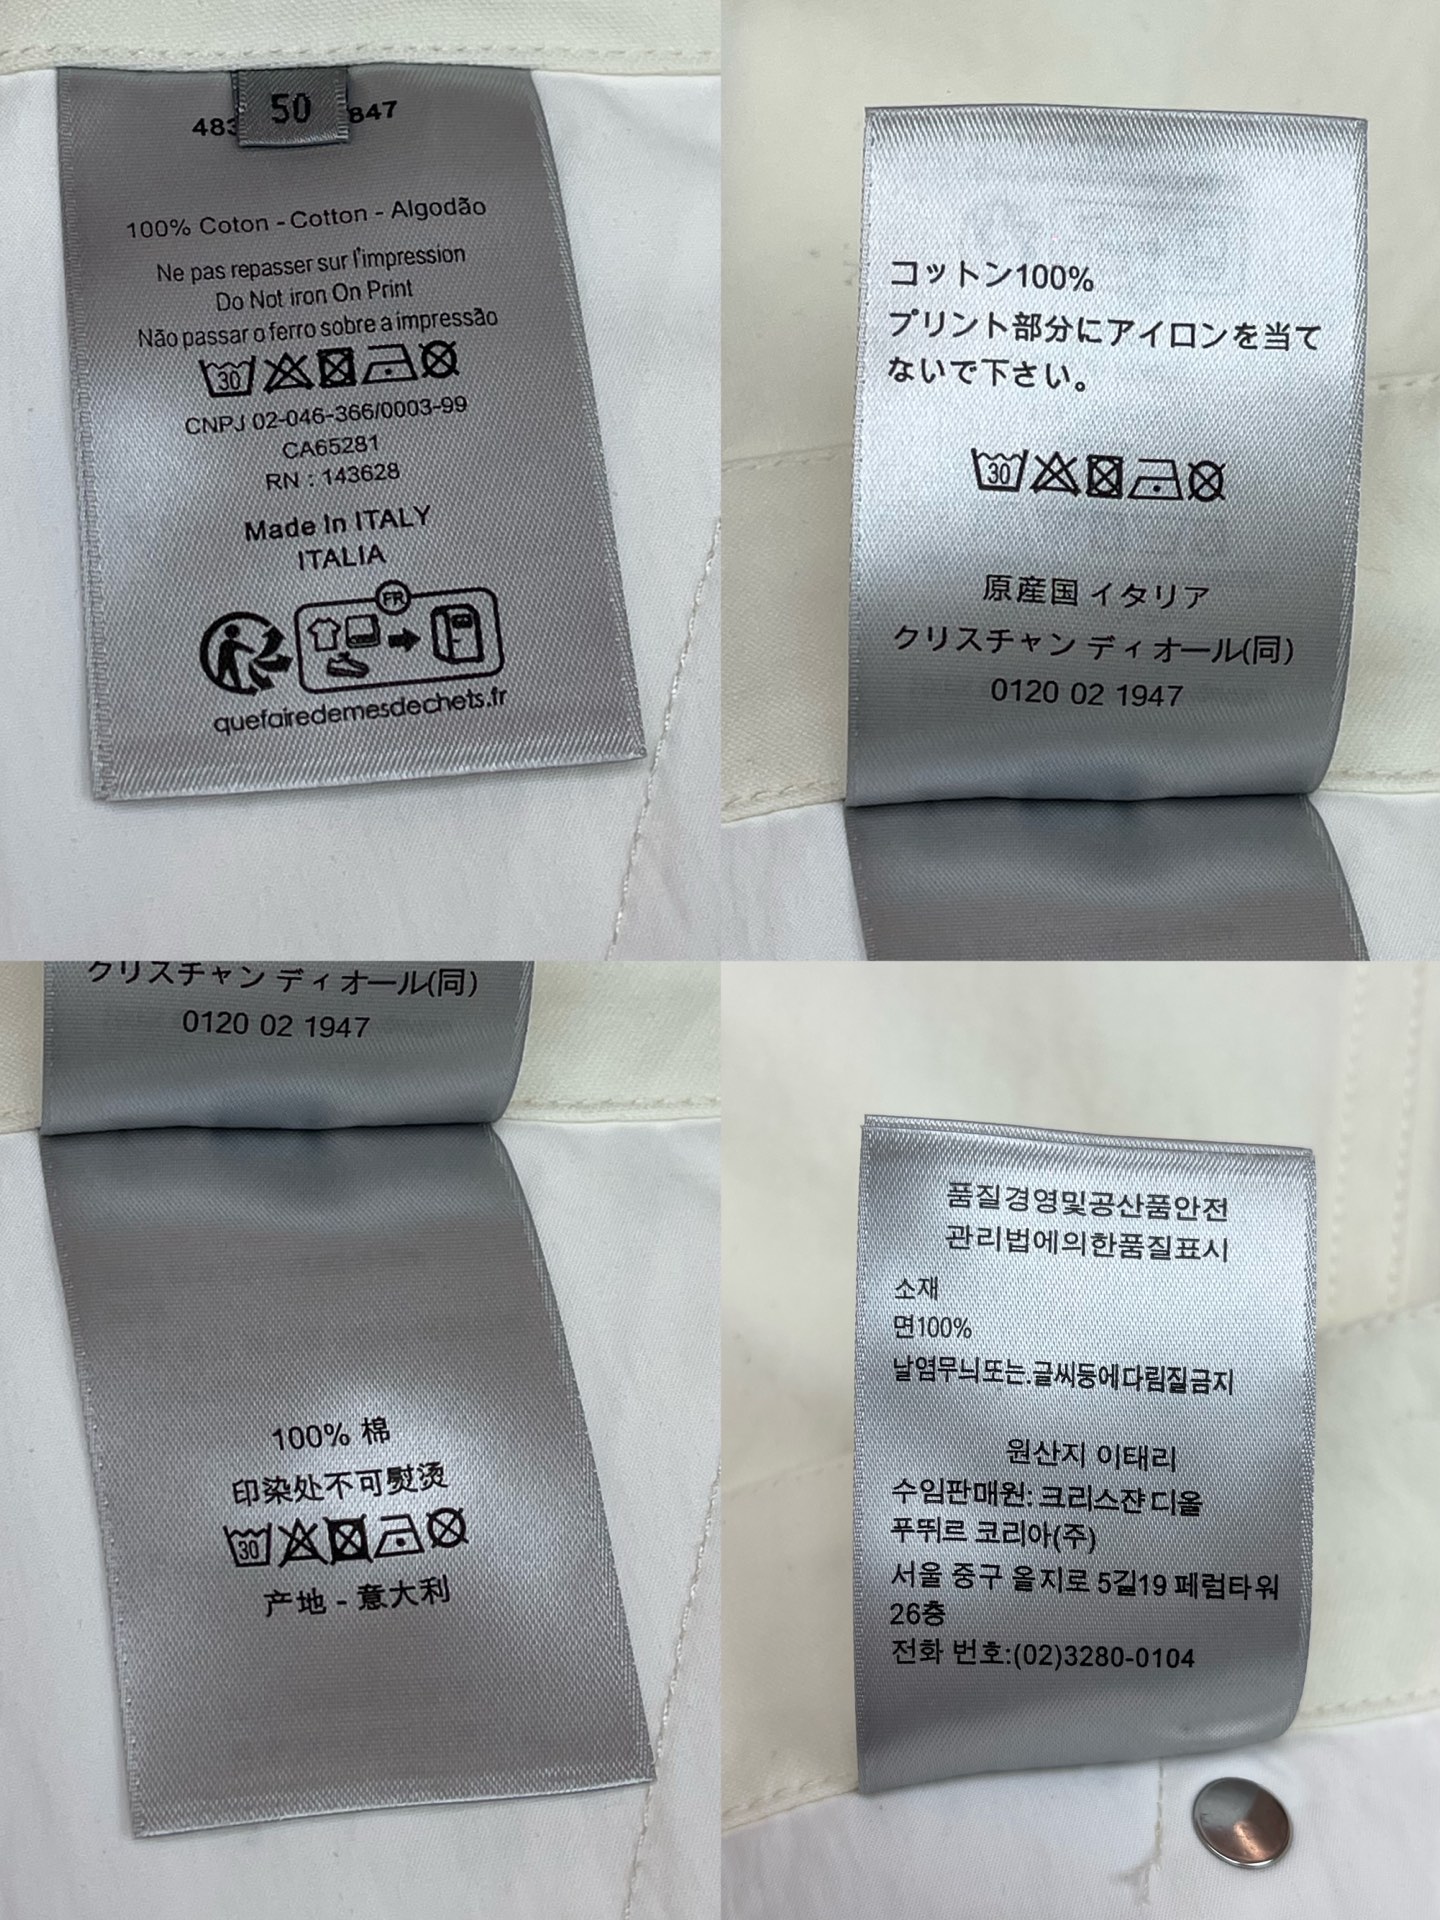 50
483 847
100% Coton - Cotton - Algodão
Ne pas repasser sur l'impression
Do Not iron On Print
Não passar o ferro sobre a impressão
30
CNPJ 02-046-366/0003-99
CA65281
RN : 143628
Made In ITALY
ITALIA
FR
quefairedemesdechets.fr
コットン100%
プリント部分にアイロンを当て
ないで下さい。
30
原産国 イタリア
クリスチャン ディオール(同)
0120 02 1947
クリスチャン ディオール(同)
0120 02 1947
100% 棉
印染处不可熨烫
30
产地 - 意大利
품질경영및공산품안전
관리법에의한품질표시
소재
면100%
날염무늬또는.글씨등에다림질금지
원산지 이태리
수입판매원: 크리스쟌 디올
푸뛰르 코리아(주)
서울 중구 을지로 5길19 페럼타워
26층
전화 번호:(02)3280-0104